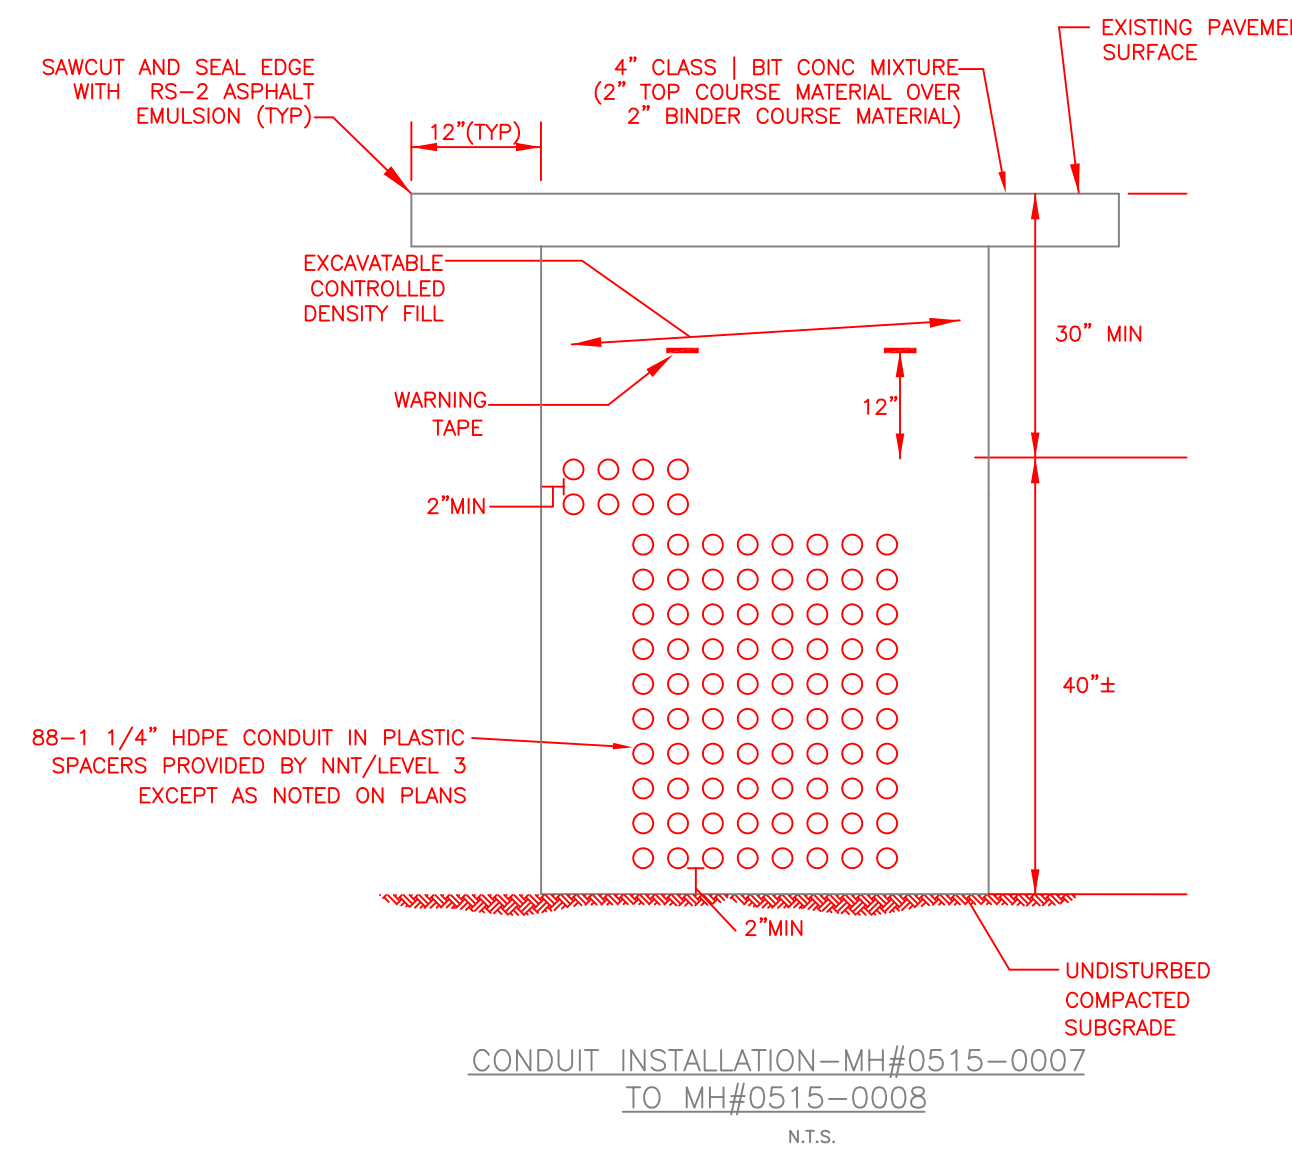 EXISTING PAVEME
SURFACE
SAWCUT AND SEAL EDGE
WITH RS-2 ASPHALT
EMULSION (TYP)
4" CLASS | BIT CONC MIXTURE
(2" TOP COURSE MATERIAL OVER
2" BINDER COURSE MATERIAL)
12"(TYP)
EXCAVATABLE
CONTROLLED
DENSITY FILL
30" MIN
WARNING
TAPE
12"
2"MIN
40"±
88-1 1/4" HDPE CONDUIT IN PLASTIC
SPACERS PROVIDED BY NNT/LEVEL 3
EXCEPT AS NOTED ON PLANS
2"MIN
UNDISTURBED
COMPACTED
SUBGRADE
CONDUIT INSTALLATION-MH#0515-0007
TO MH#0515-0008
N.T.S.